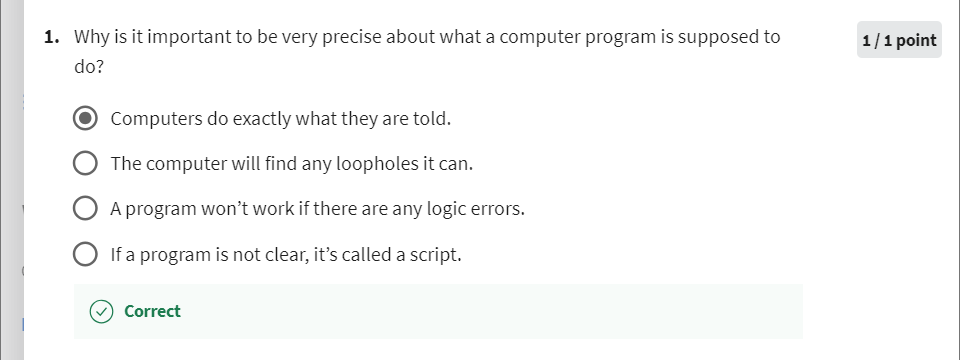 1. Why is it important to be very precise about what a computer program is supposed to
do?
1 / 1 point
Computers do exactly what they are told.
The computer will find any loopholes it can.
A program won’t work if there are any logic errors.
If a program is not clear, it’s called a script.
Correct